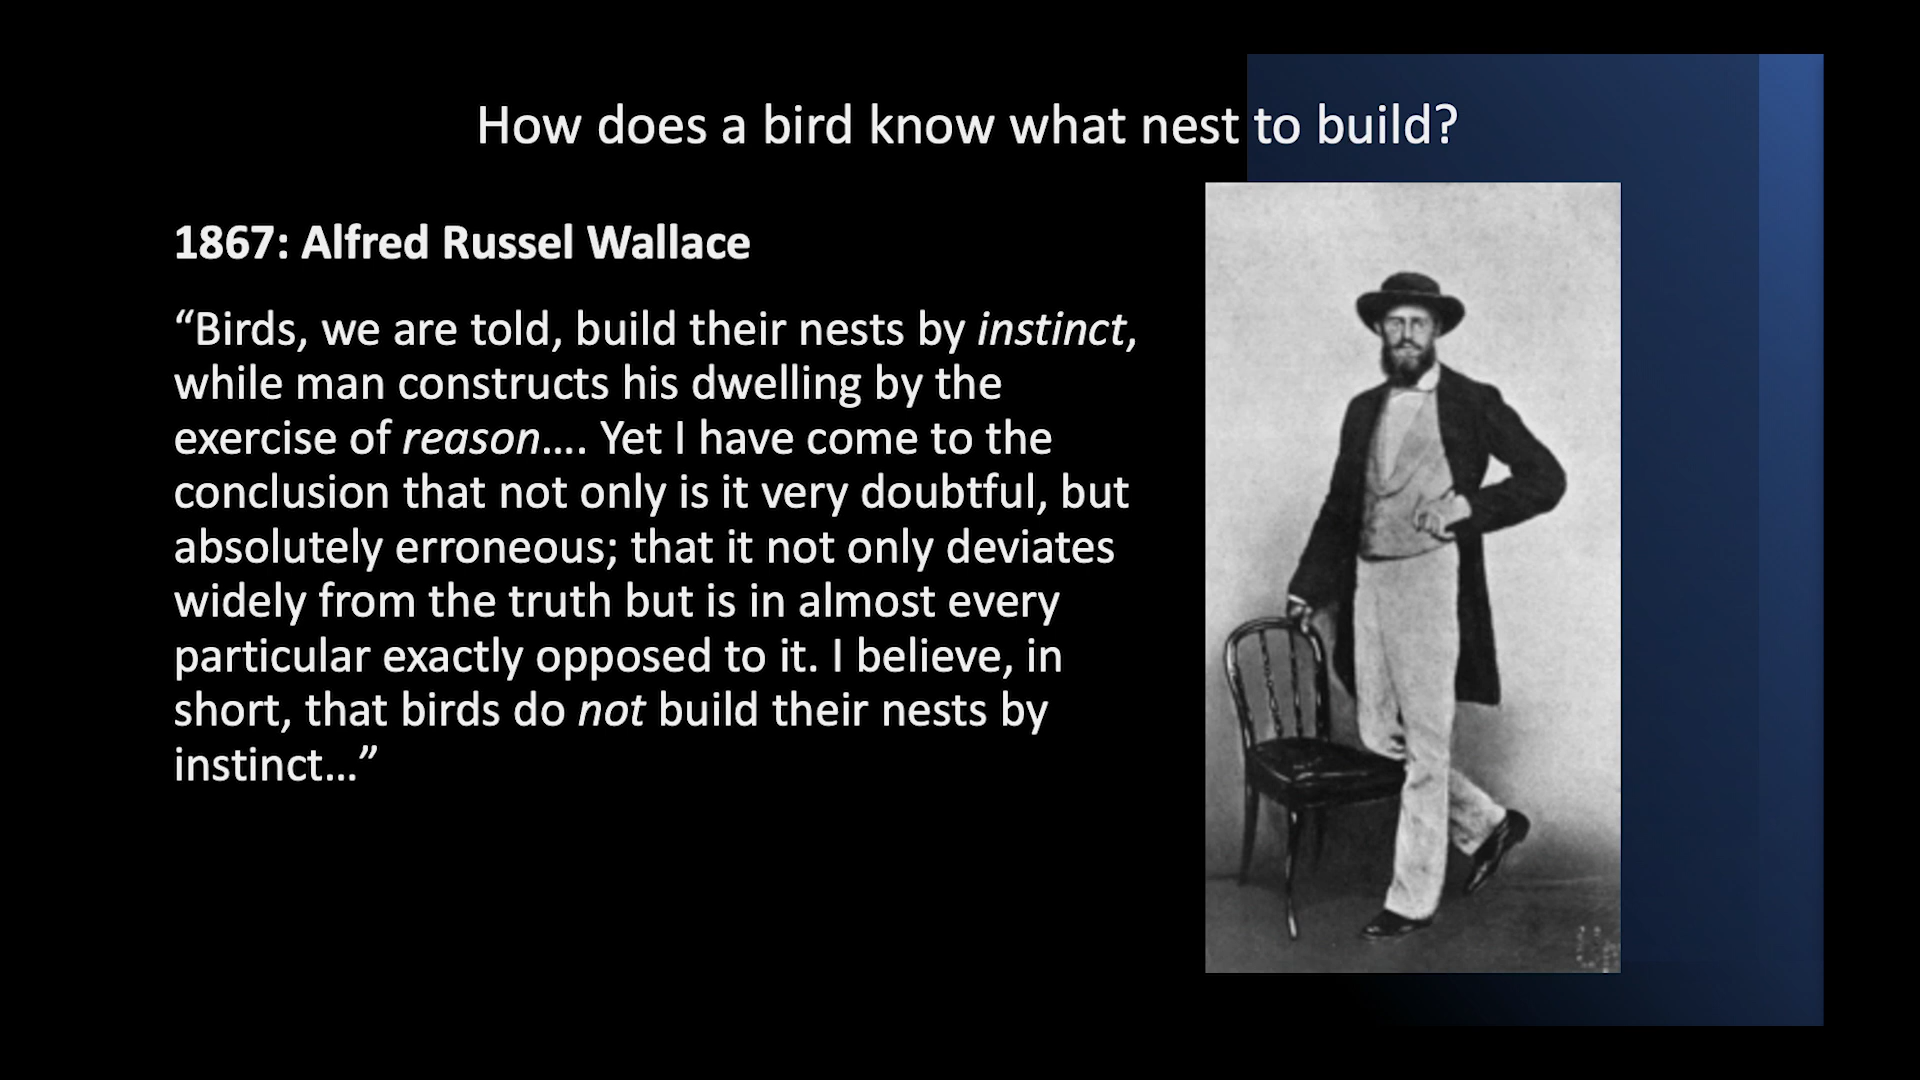 How does a bird know what nest to build?
1867: Alfred Russel Wallace
“Birds, we are told, build their nests by instinct,
while man constructs his dwelling by the
exercise of reason…. Yet I have come to the
conclusion that not only is it very doubtful, but
absolutely erroneous; that it not only deviates
widely from the truth but is in almost every
particular exactly opposed to it. I believe, in
short, that birds do not build their nests by
instinct…”